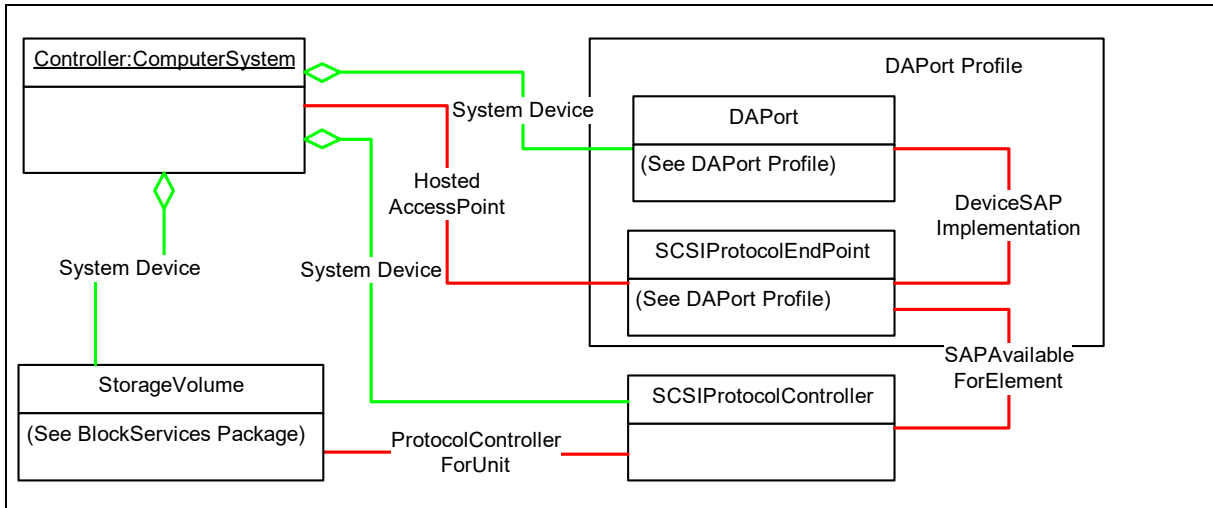 Controller:ComputerSystem
DAPort Profile
System Device
DAPort
(See DAPort Profile)
Hosted
AccessPoint
DeviceSAP
Implementation
SCSIProtocolEndPoint
(See DAPort Profile)
System Device
System Device
SAPAvailable
ForElement
StorageVolume
(See BlockServices Package)
SCSIProtocolController
ProtocolController
ForUnit